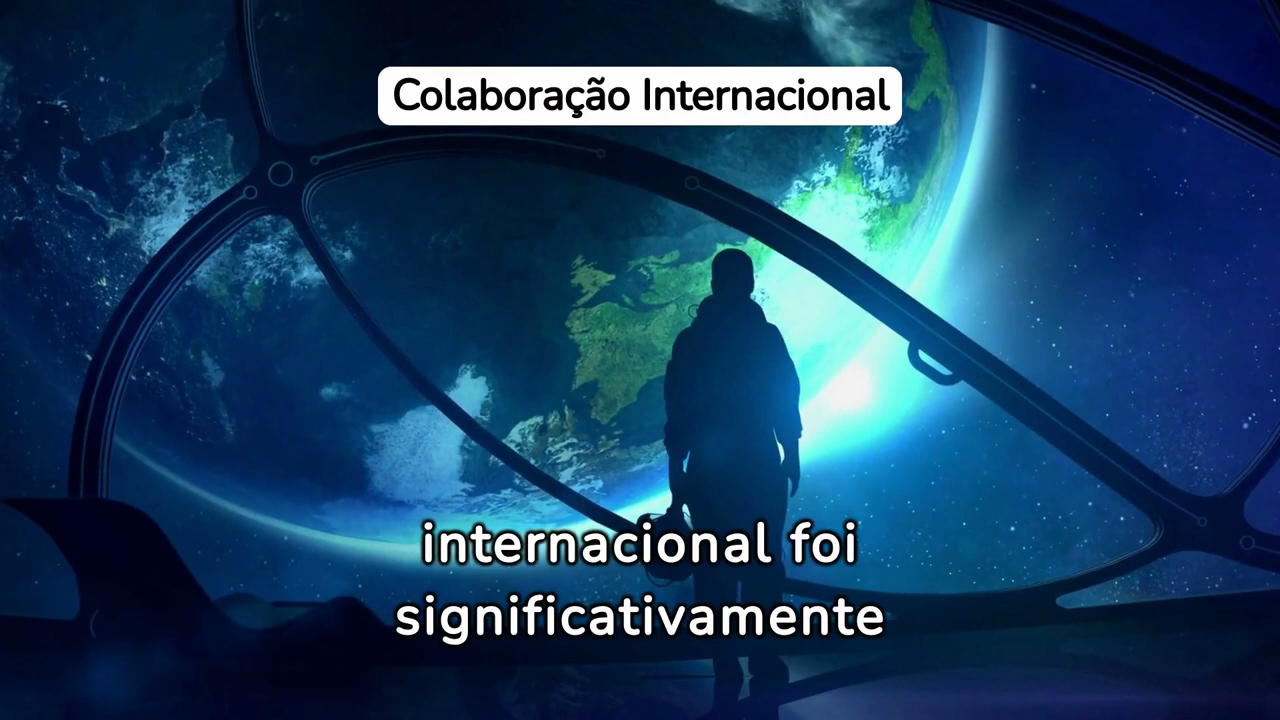 Colaboração Internacional
internacional foi
significativamente